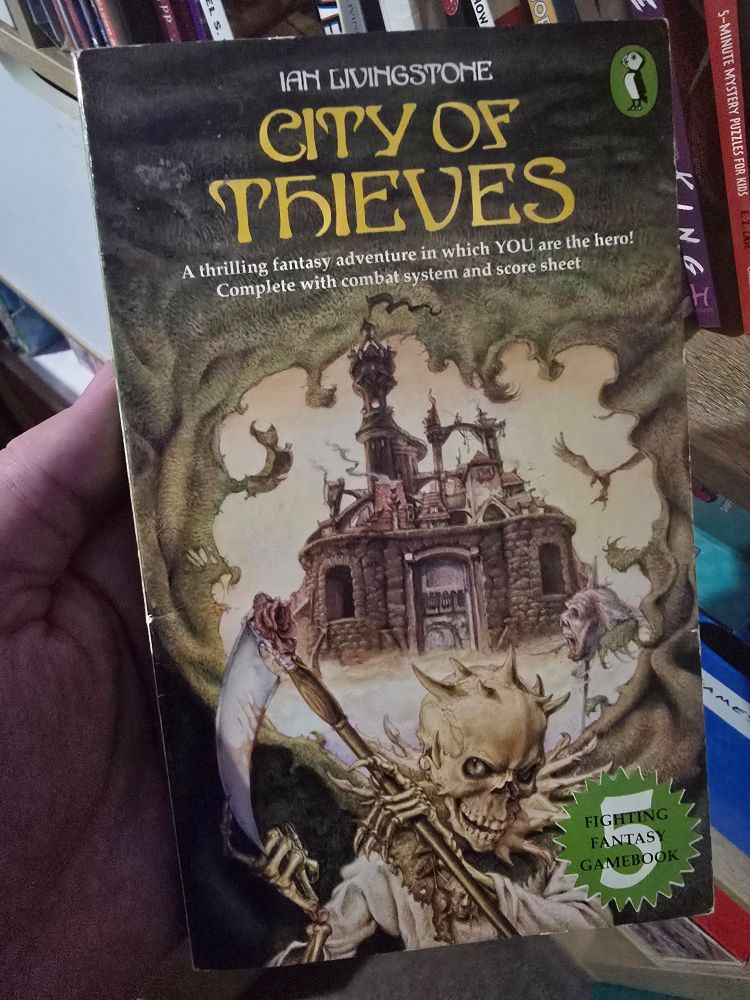 IAN LIVINGSTONE
CITY OF
THIEVES
A thrilling fantasy adventure in which YOU are the hero!
Complete with combat system and score sheet
5
FIGHTING
FANTASY
GAMEBOOK
5-MINUTE MYSTERY PUZZLES FOR KIDS
KING